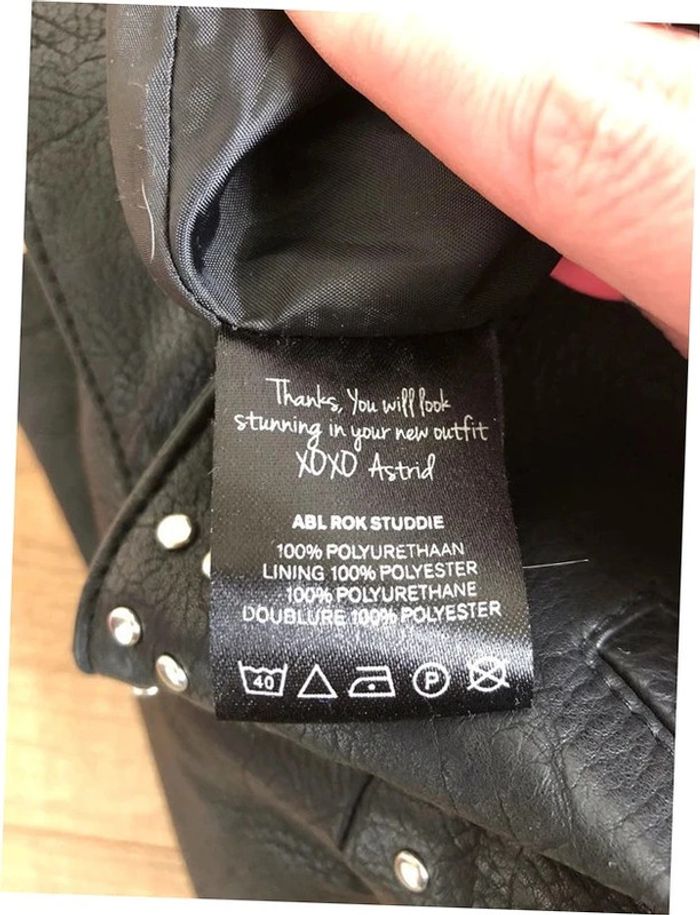 Thanks, You will look
stunning in your new outfit
XOXO Astrid
ABL ROK STUDDIE
100% POLYURETHAAN
LINING 100% POLYESTER
100% POLYURETHANE
DOUBLURE 100% POLYESTER
40 P